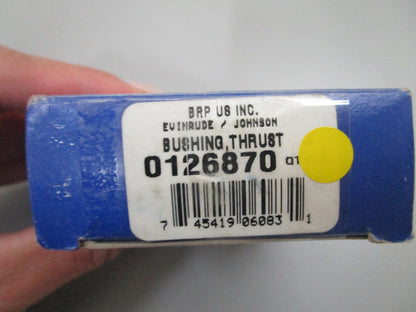 BRP US INC.
EVINRUDE / JOHNSON
BUSHING,THRUST
0126870
7 45419 06083 1